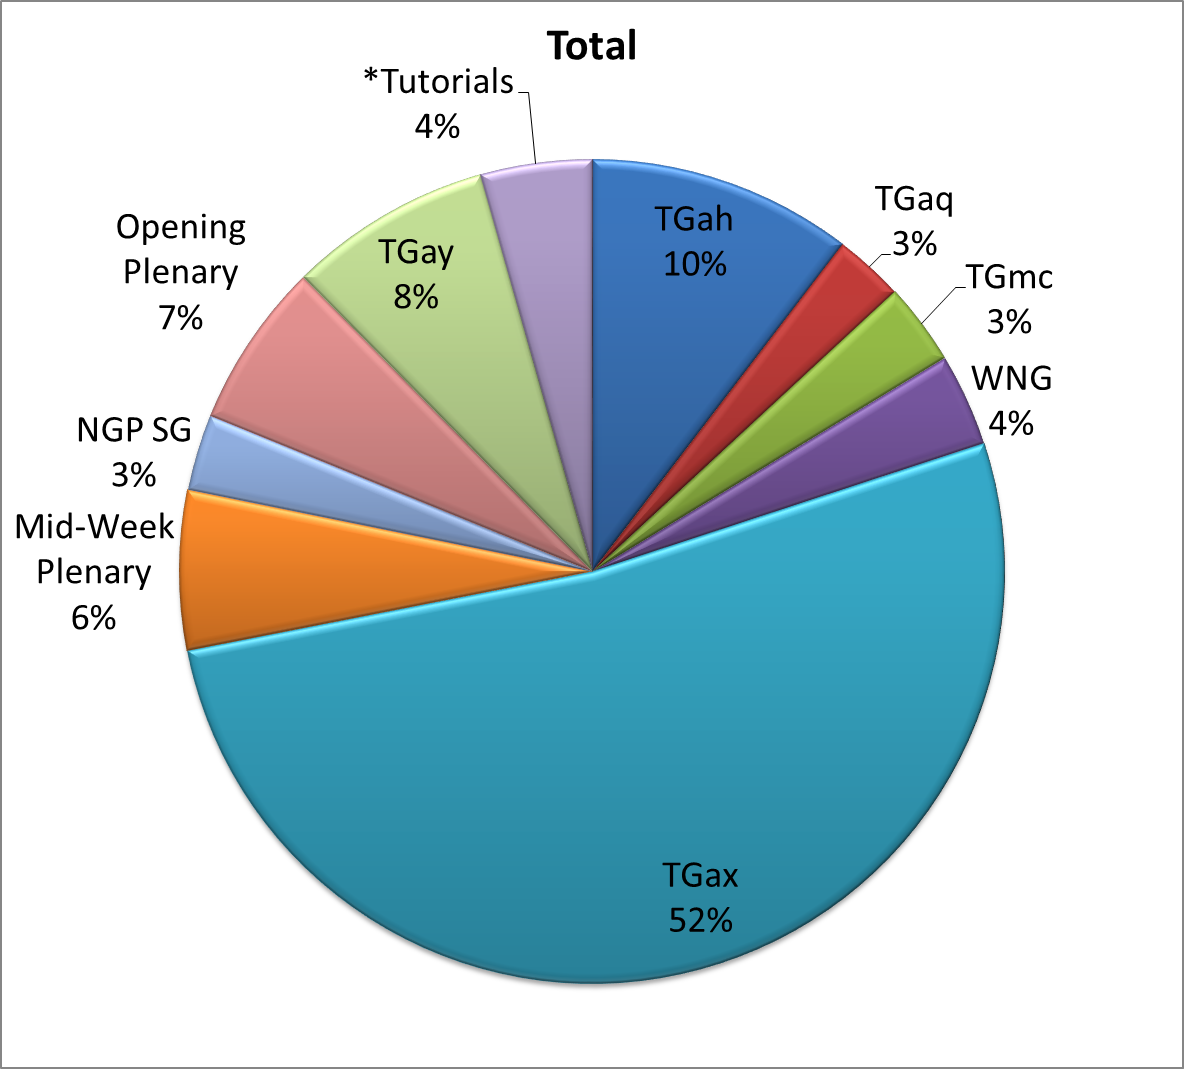 Total
*Tutorials
4%
TGah
10%
TGaq
3%
TGmc
3%
WNG
4%
TGax
52%
Mid-Week
Plenary
6%
NGP SG
3%
Opening
Plenary
7%
TGay
8%